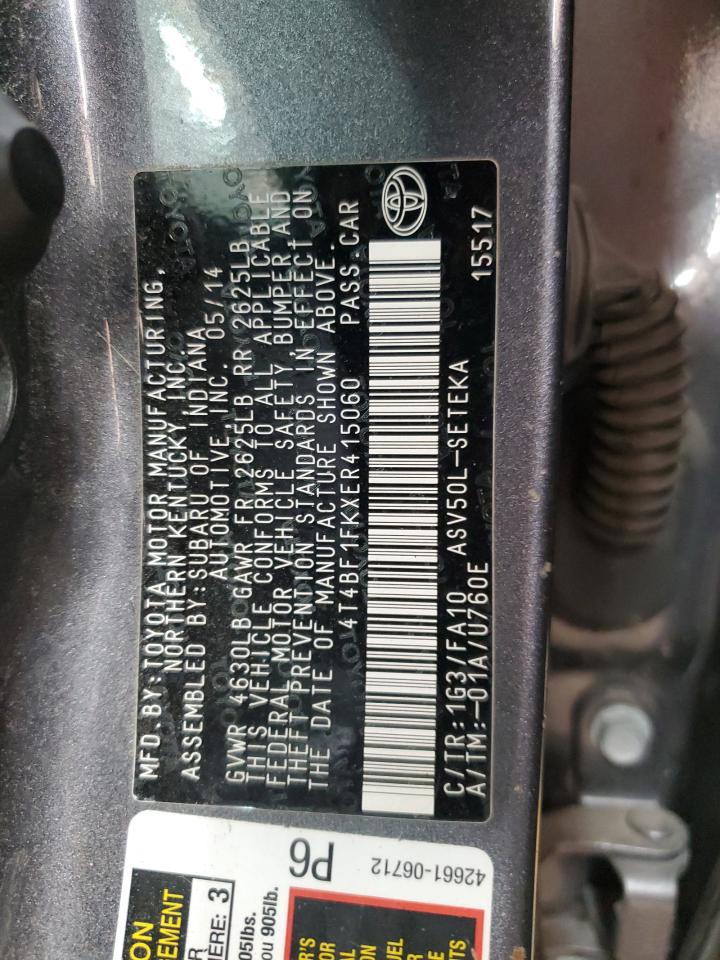 MFD. BY: TOYOTA MOTOR MANUFACTURING,
NORTHERN KENTUCKY INC.
ASSEMBLED BY: SUBARU OF INDIANA
AUTOMOTIVE, INC. 05/14
GVWR 4630LB GAWR FR 2625LB RR 2625LB
THIS VEHICLE CONFORMS TO ALL APPLICABLE
FEDERAL MOTOR VEHICLE SAFETY, BUMPER AND
THEFT PREVENTION STANDARDS IN EFFECT ON
THE DATE OF MANUFACTURE SHOWN ABOVE.
4T4BF1FKXER415060 PASS CAR
C/TR: 1G3/FA10 ASV50L-SETEKA
A/TM: -01A/U760E 15517
P6
42661-06712
3
905lb.